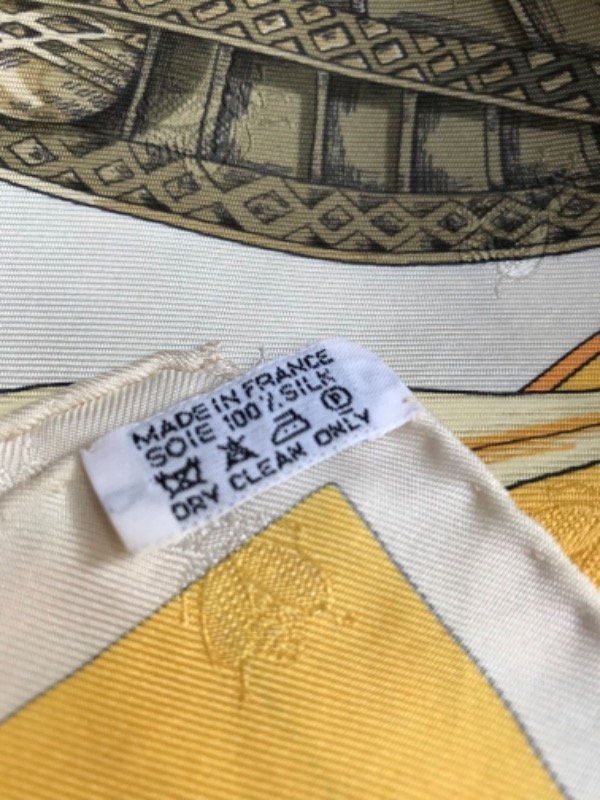 MADE IN FRANCE
SOIE 100% SILK
P
DRY CLEAN ONLY